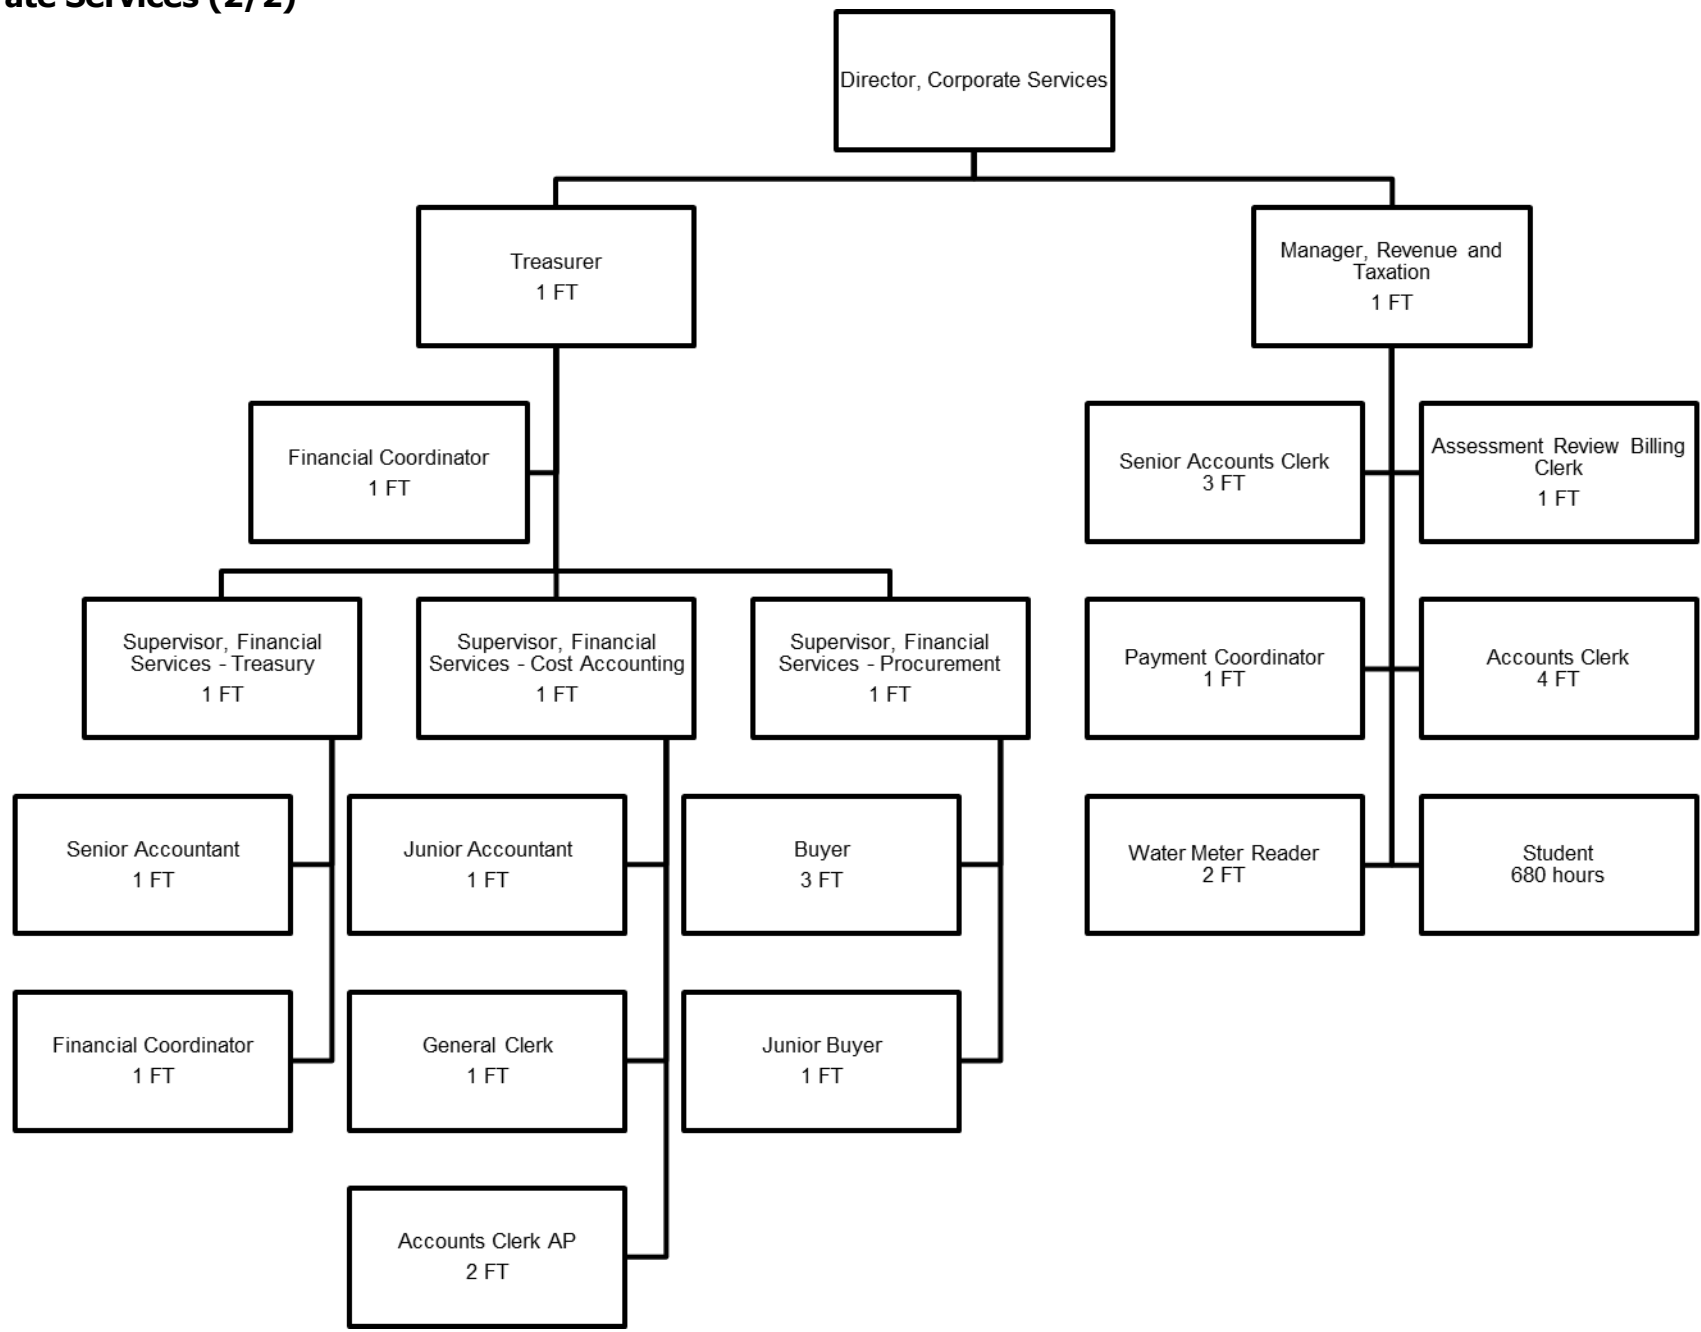 ate Services (2/2)
Director, Corporate Services
Treasurer
1 FT
Manager, Revenue and
Taxation
1 FT
Financial Coordinator
1 FT
Senior Accounts Clerk
3 FT
Assessment Review Billing
Clerk
1 FT
Supervisor, Financial
Services - Treasury
1 FT
Supervisor, Financial
Services - Cost Accounting
1 FT
Supervisor, Financial
Services - Procurement
1 FT
Payment Coordinator
1 FT
Accounts Clerk
4 FT
Senior Accountant
1 FT
Junior Accountant
1 FT
Buyer
3 FT
Water Meter Reader
2 FT
Student
680 hours
Financial Coordinator
1 FT
General Clerk
1 FT
Junior Buyer
1 FT
Accounts Clerk AP
2 FT